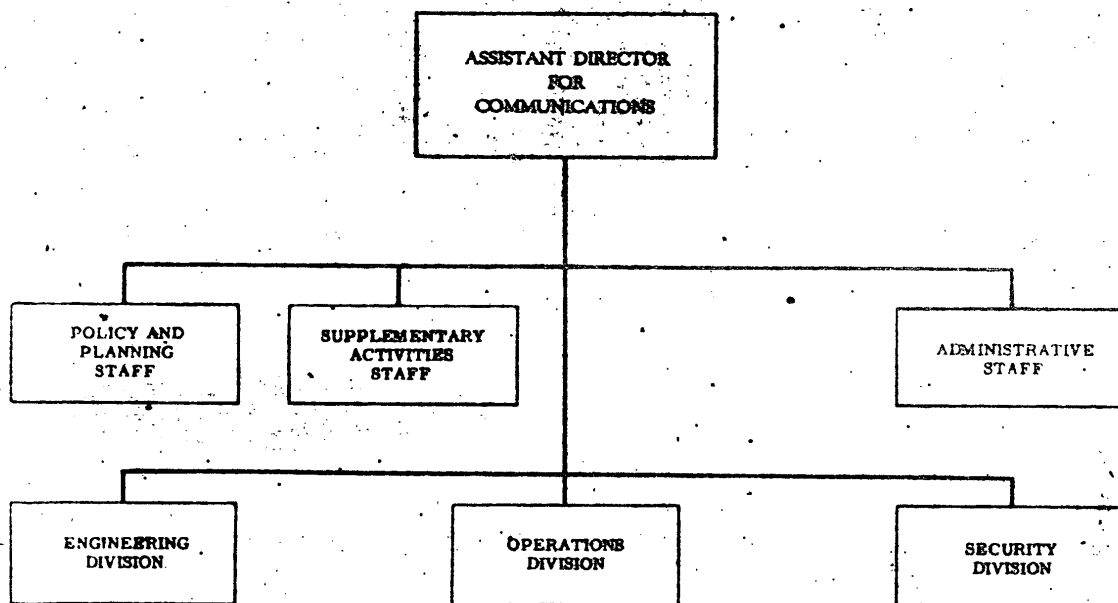 ASSISTANT DIRECTOR
FOR
COMMUNICATIONS
POLICY AND
PLANNING
STAFF
SUPPLEMENTARY
ACTIVITIES
STAFF
ADMINISTRATIVE
STAFF
ENGINEERING
DIVISION
OPERATIONS
DIVISION
SECURITY
DIVISION